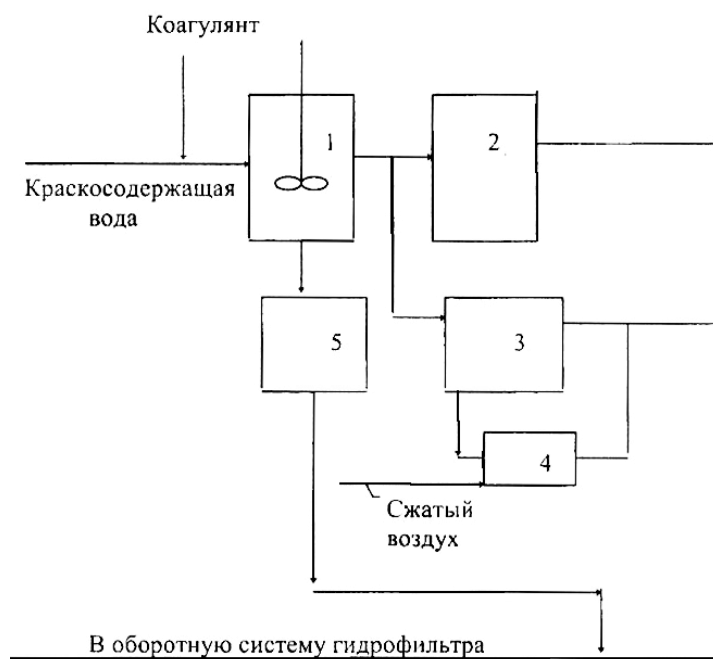 Коагулянт
1
2
Краскосодержащая
вода
5
3
4
Сжатый
воздух
В оборотную систему гидрофильтра